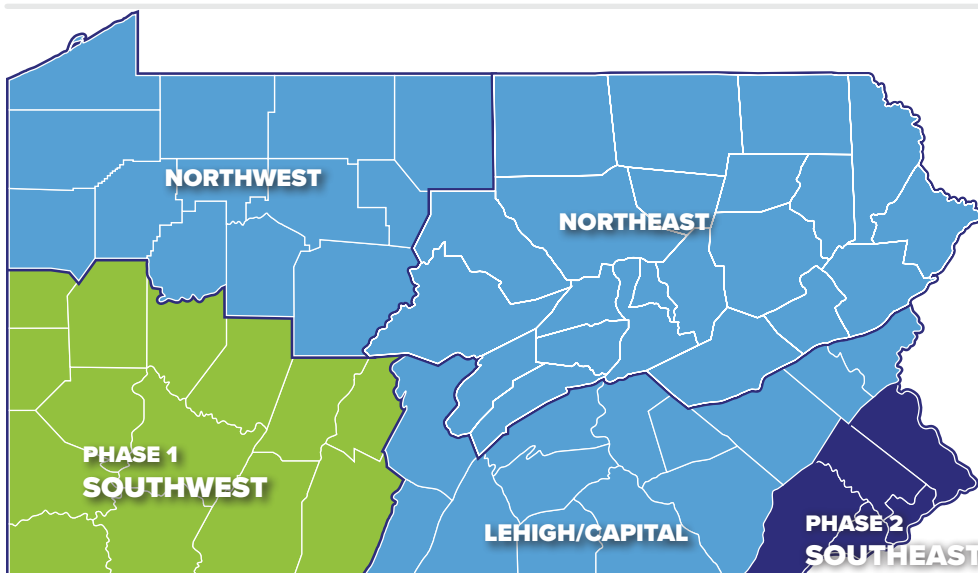 NORTHWEST
NORTHEAST
PHASE 1
SOUTHWEST
LEHIGH/CAPITAL
PHASE 2
SOUTHEAST